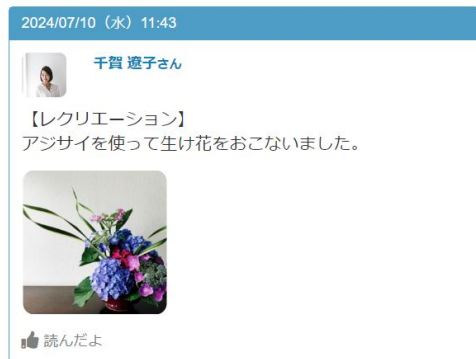 2024/07/10（水）11:43
千賀 遼子さん
【レクリエーション】
アジサイを使って生け花をおこないました。
読んだよ